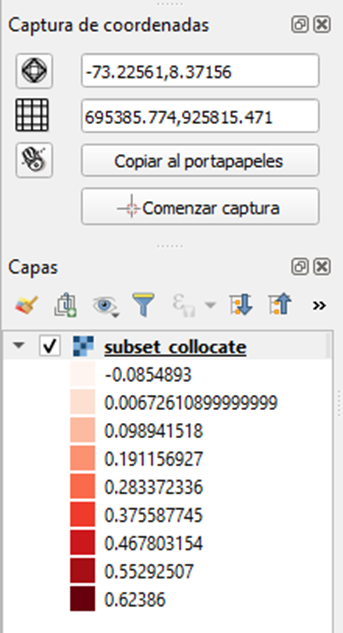 Captura de coordenadas
-73.22561,8.37156
695385.774,925815.471
Copiar al portapapeles
Comenzar captura
Capas
»
subset_collocate
-0.0854893
0.00672610899999999
0.098941518
0.191156927
0.283372336
0.375587745
0.467803154
0.55292507
0.62386